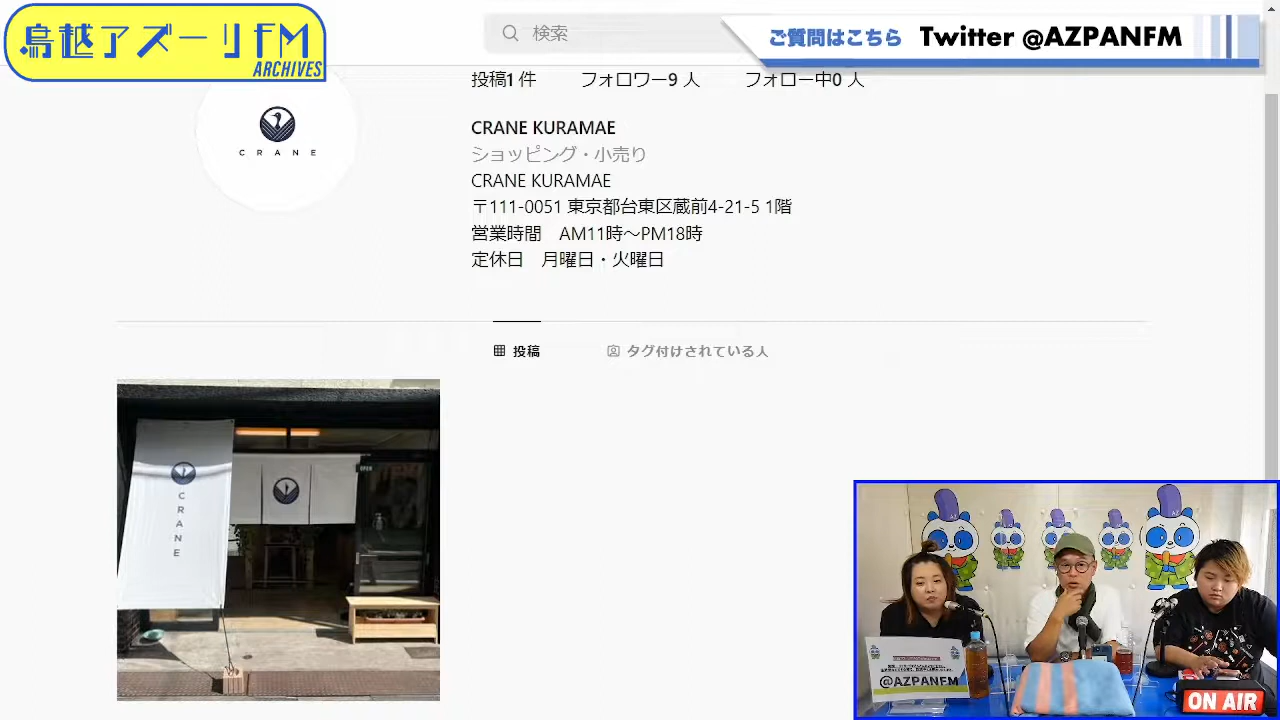 鳥越アズーリFM
ARCHIVES
検索
ご質問はこちら Twitter @AZPANFM
投稿1 件 フォロワー9 人 フォロー中0 人
CRANE
CRANE KURAMAE
ショッピング・小売り
CRANE KURAMAE
〒111-0051 東京都台東区蔵前4-21-5 1階
営業時間 AM11時～PM18時
定休日 月曜日・火曜日
投稿 タグ付けされている人
CRANE
OPEN
@AZPANFM
ON AIR